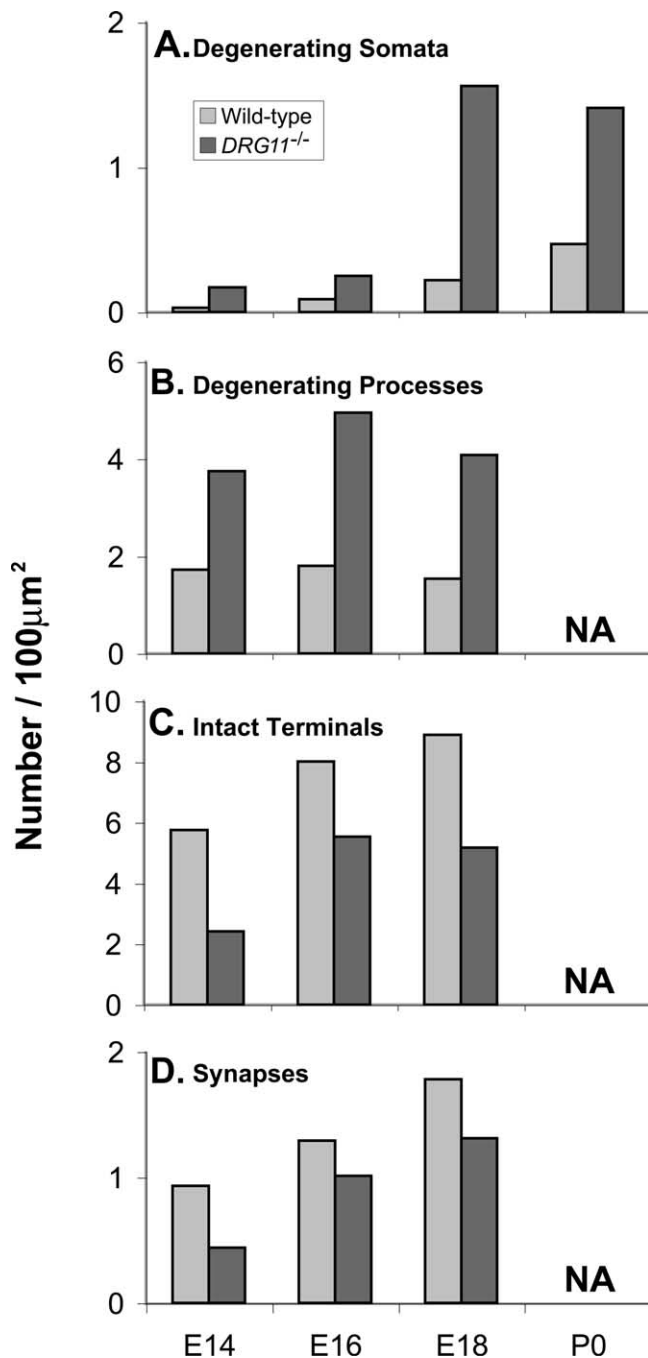 2
A. Degenerating Somata
Wild-type
DRG11-/-
1
0
6
B. Degenerating Processes
4
2
0
NA
Number / 100μm²
10
C. Intact Terminals
8
6
4
2
0
NA
2
D. Synapses
1
0
NA
E14 E16 E18 P0